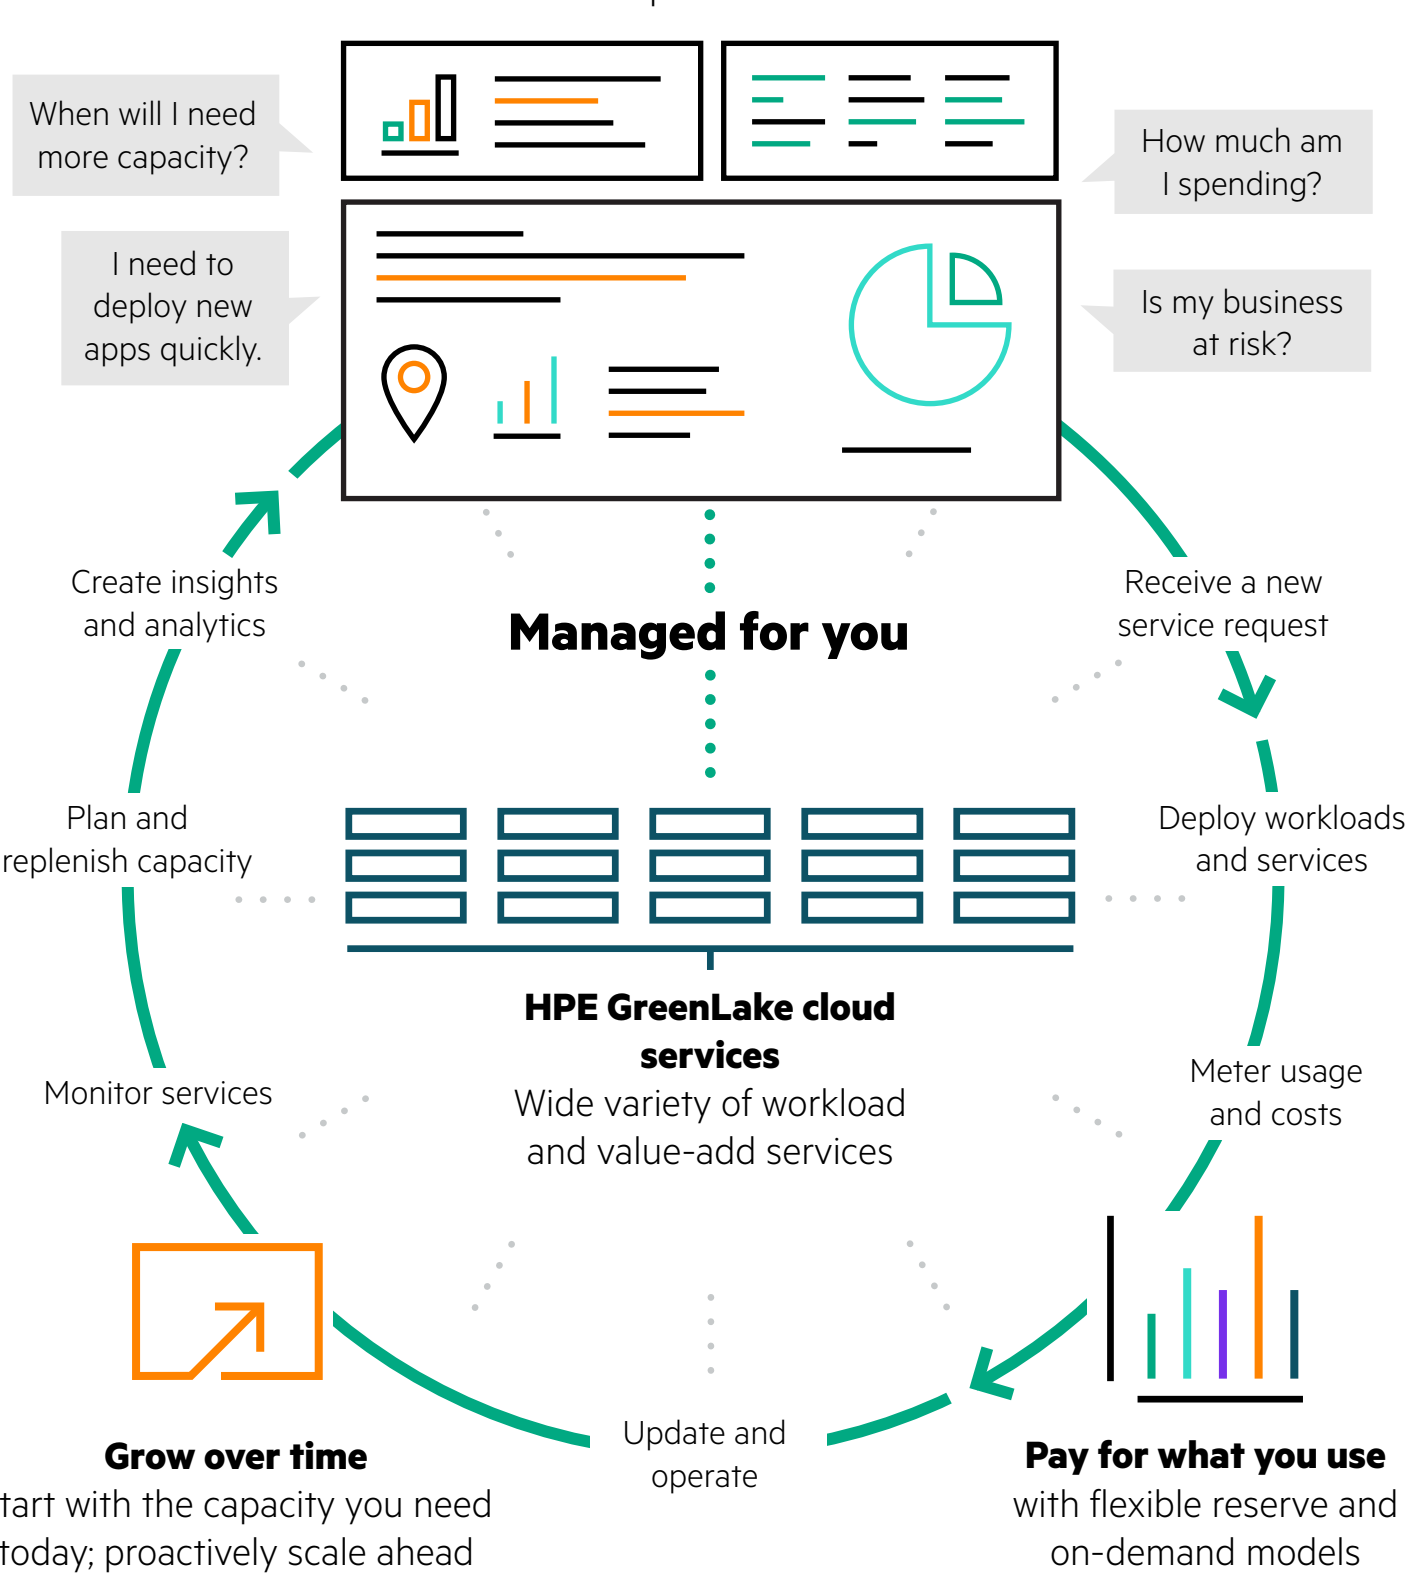 When will I need
more capacity?
How much am
I spending?
I need to
deploy new
apps quickly.
Is my business
at risk?
Create insights
and analytics
Managed for you
Receive a new
service request
Plan and
replenish capacity
Deploy workloads
and services
HPE GreenLake cloud
services
Wide variety of workload
and value-add services
Monitor services
Meter usage
and costs
Update and
operate
Grow over time
tart with the capacity you need
today; proactively scale ahead
Pay for what you use
with flexible reserve and
on-demand models